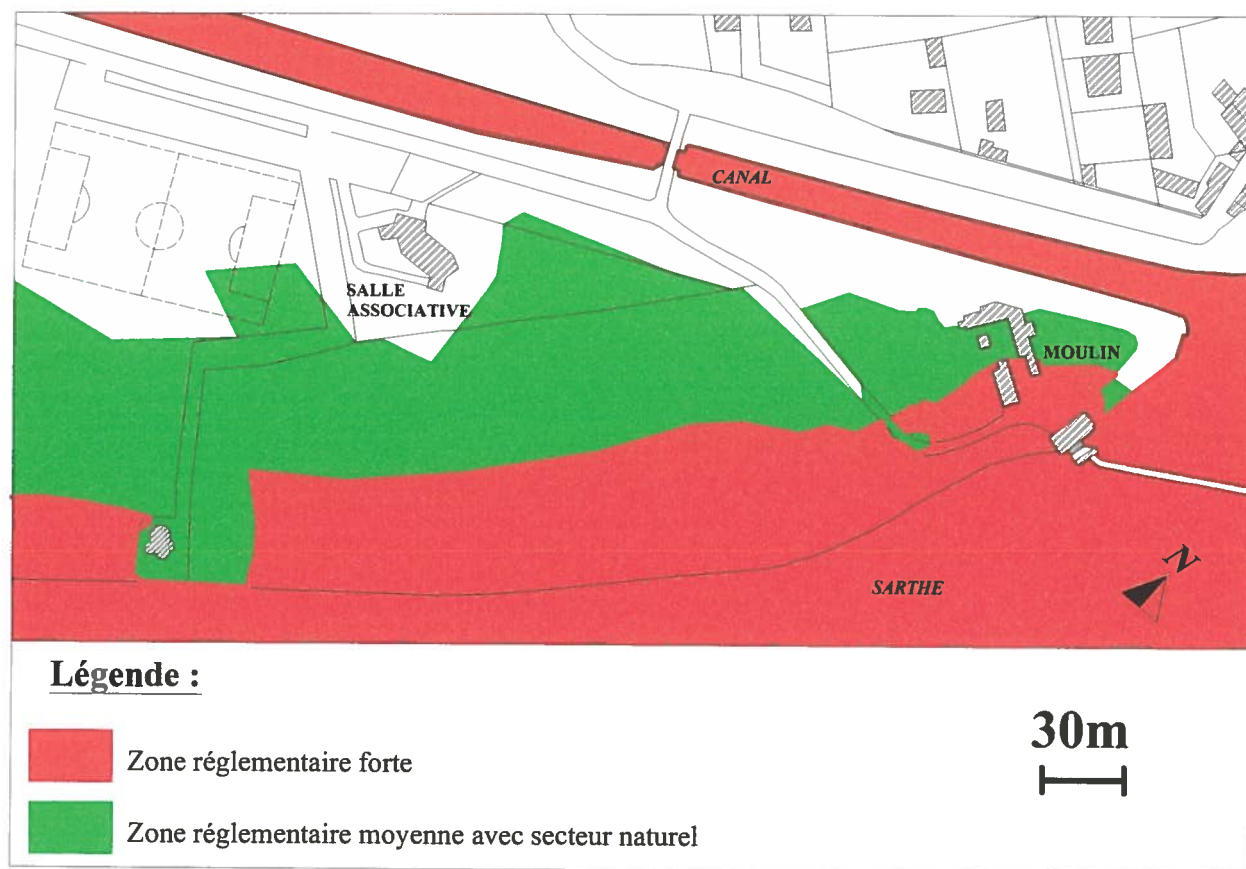 CANAL
SALLE
ASSOCIATIVE
MOULIN
N
SARTHE
Légende :
30m
Zone réglementaire forte
Zone réglementaire moyenne avec secteur naturel